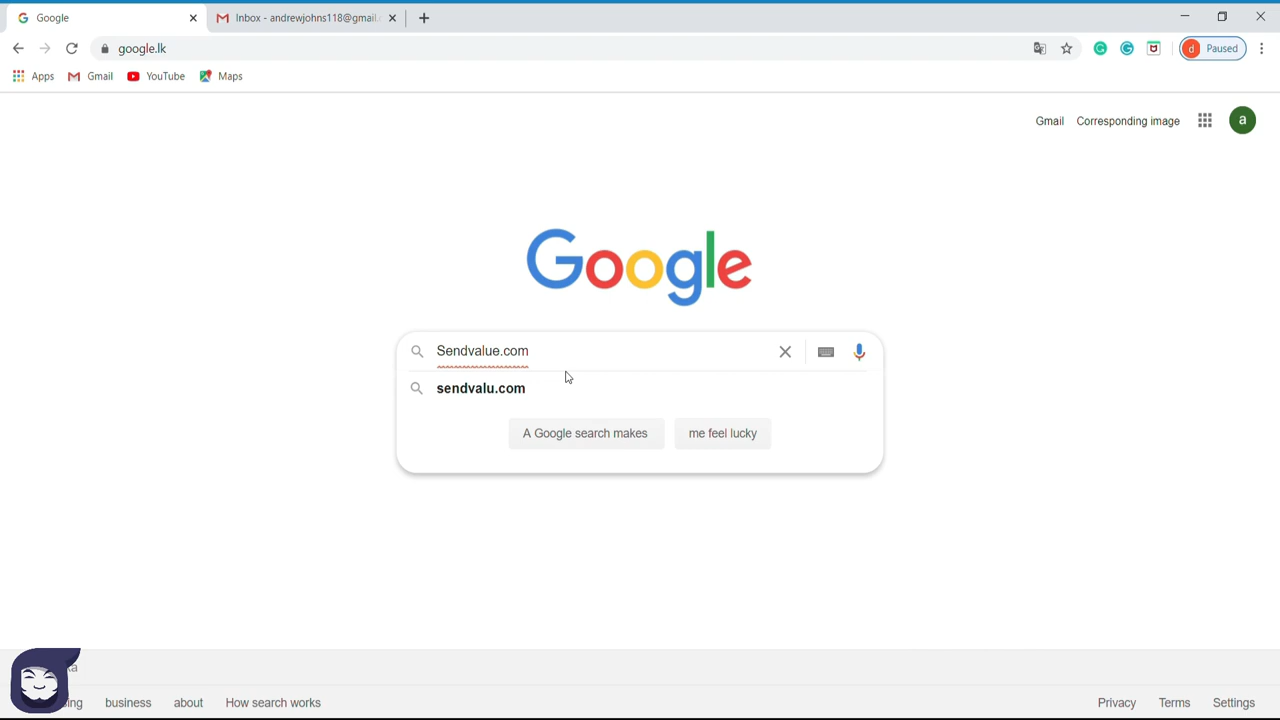 Google
Inbox - andrewjohns118@gmail.
google.lk
Paused
Apps
Gmail
YouTube
Maps
Gmail
Corresponding image
a
Google
Sendvalue.com
sendvalu.com
A Google search makes
me feel lucky
business
about
How search works
Privacy
Terms
Settings